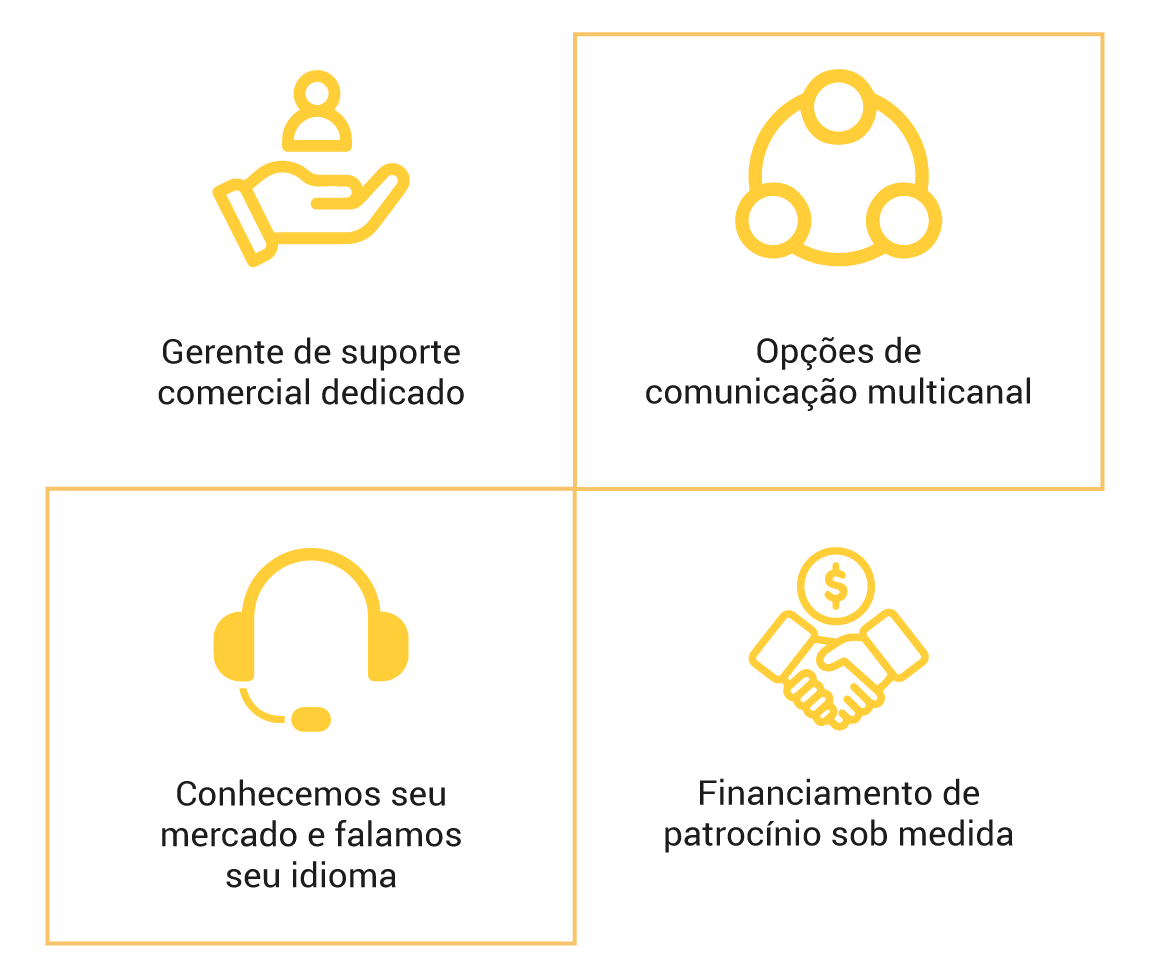 Gerente de suporte
comercial dedicado
Opções de
comunicação multicanal
$
Conhecemos seu
mercado e falamos
seu idioma
Financiamento de
patrocínio sob medida